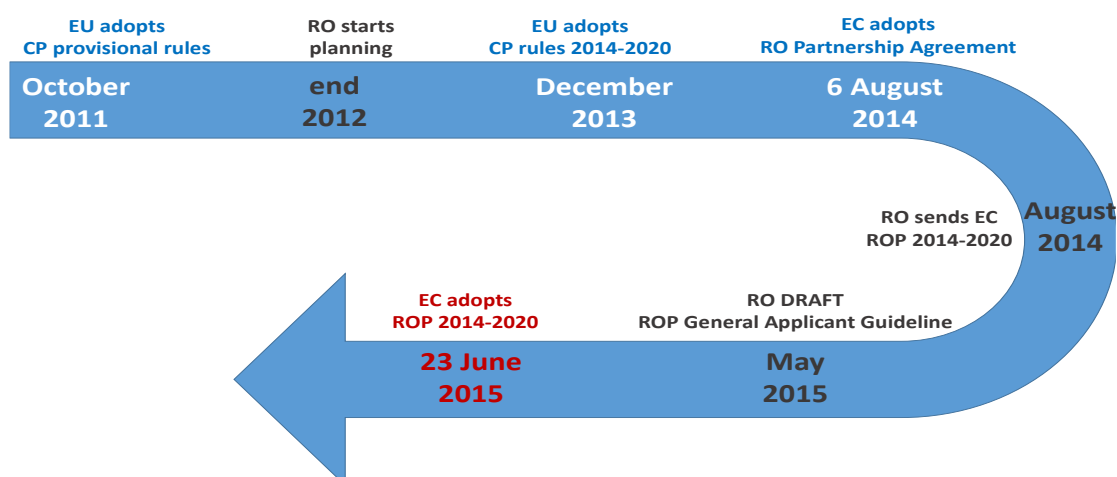 EU adopts
CP provisional rules
October
2011
RO starts
planning
end
2012
EU adopts
CP rules 2014-2020
December
2013
EC adopts
RO Partnership Agreement
6 August
2014
RO sends EC
ROP 2014-2020
August
2014
RO DRAFT
ROP General Applicant Guideline
May
2015
EC adopts
ROP 2014-2020
23 June
2015